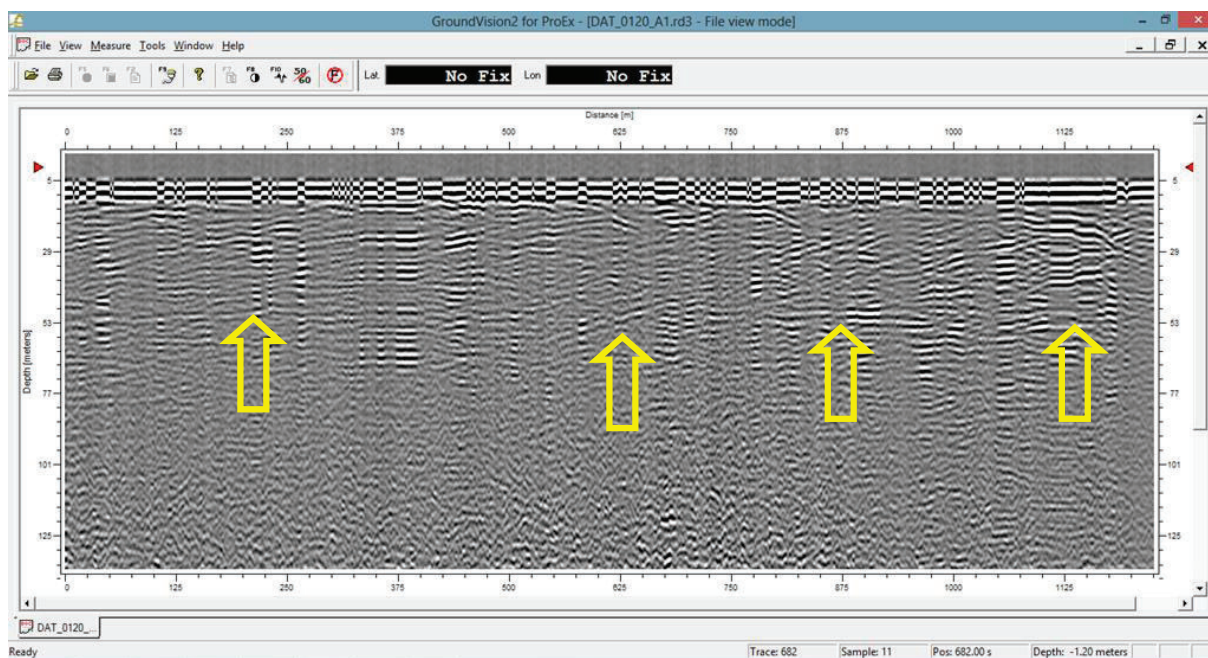 GroundVision2 for ProEx - [DAT_0120_A1.rd3 - File view mode]
File View Measure Tools Window Help
Lat. No Fix Lon No Fix
Distance [m]
0 125 250 375 500 625 750 875 1000 1125
5 5
29 29
53 53
Depth [meters]
77 77
101 101
125 125
0 125 250 375 500 625 750 875 1000 1125
DAT_0120_...
Ready Trace: 682 Sample: 11 Pos: 682.00 s Depth: -1.20 meters